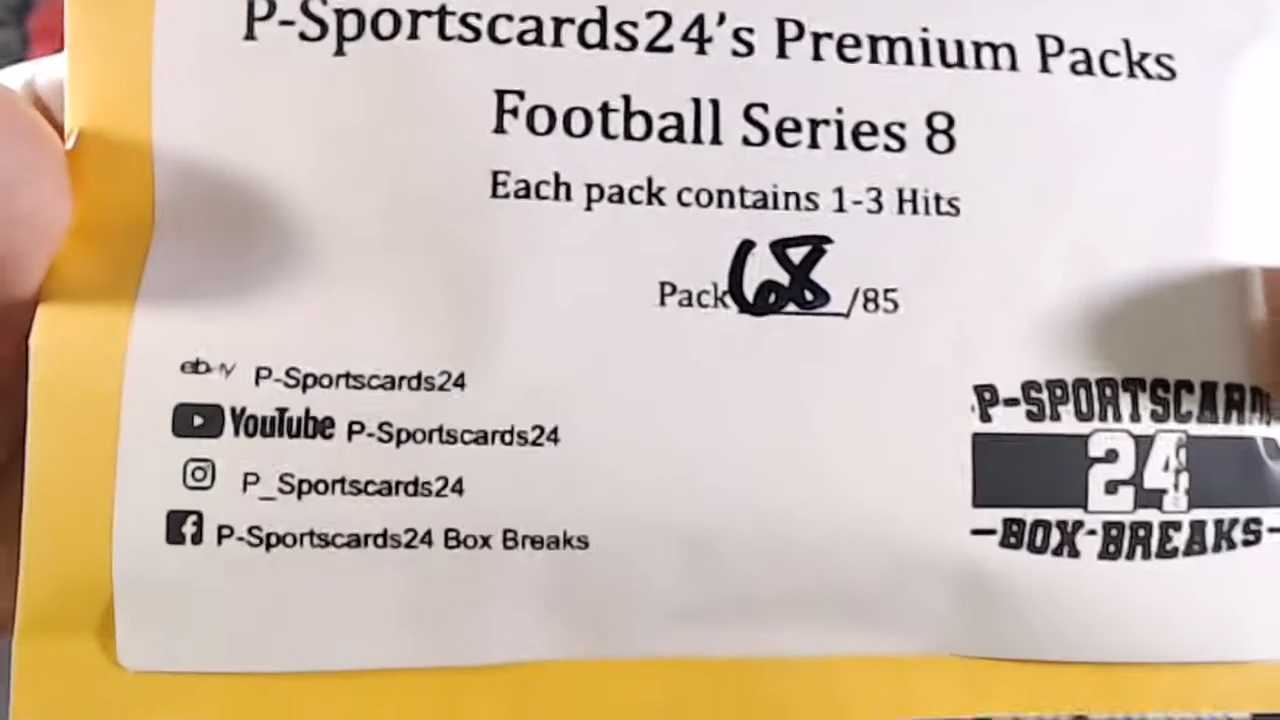 P-Sportscards24's Premium Packs
Football Series 8
Each pack contains 1-3 Hits
Pack 68/85
ebay P-Sportscards24
YouTube P-Sportscards24
P_Sportscards24
P-Sportscards24 Box Breaks
P-SPORTSCARD
24
-BOX-BREAKS-